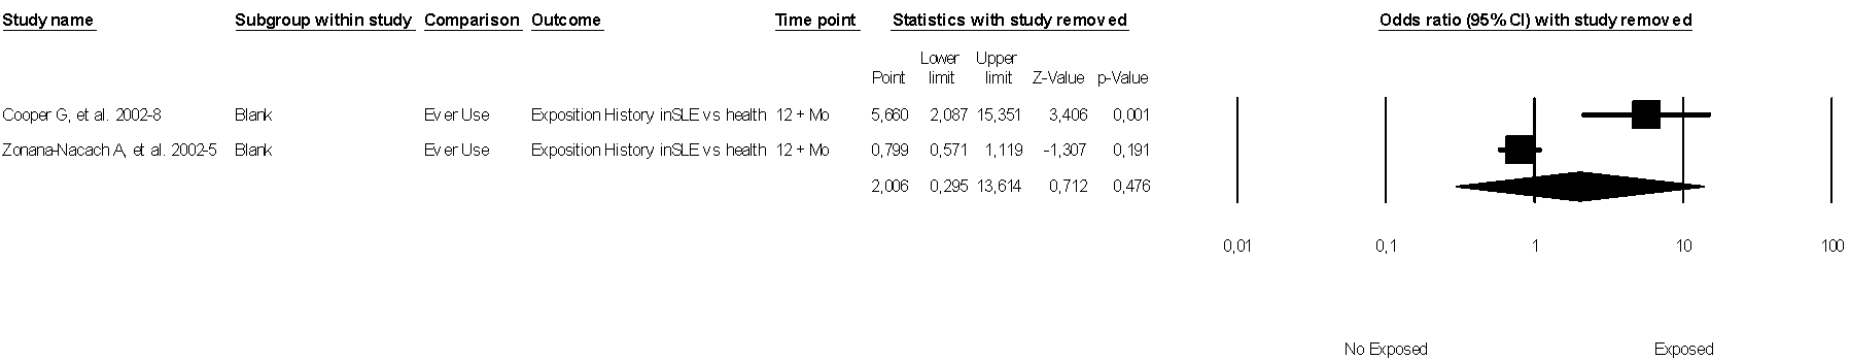 Study name Subgroup within study Comparison Outcome Time point Statistics with study removed Odds ratio (95% CI) with study removed
Lower Upper
Point limit limit Z-Value p-Value
Cooper G, et al. 2002-8 Blank Ever Use Exposition History inSLE vs health 12 + Mo 5,660 2,087 15,351 3,406 0,001
Zonana-Nacach A, et al. 2002-5 Blank Ever Use Exposition History inSLE vs health 12 + Mo 0,799 0,571 1,119 -1,307 0,191
2,006 0,295 13,614 0,712 0,476
0,01 0,1 1 10 100
No Exposed Exposed